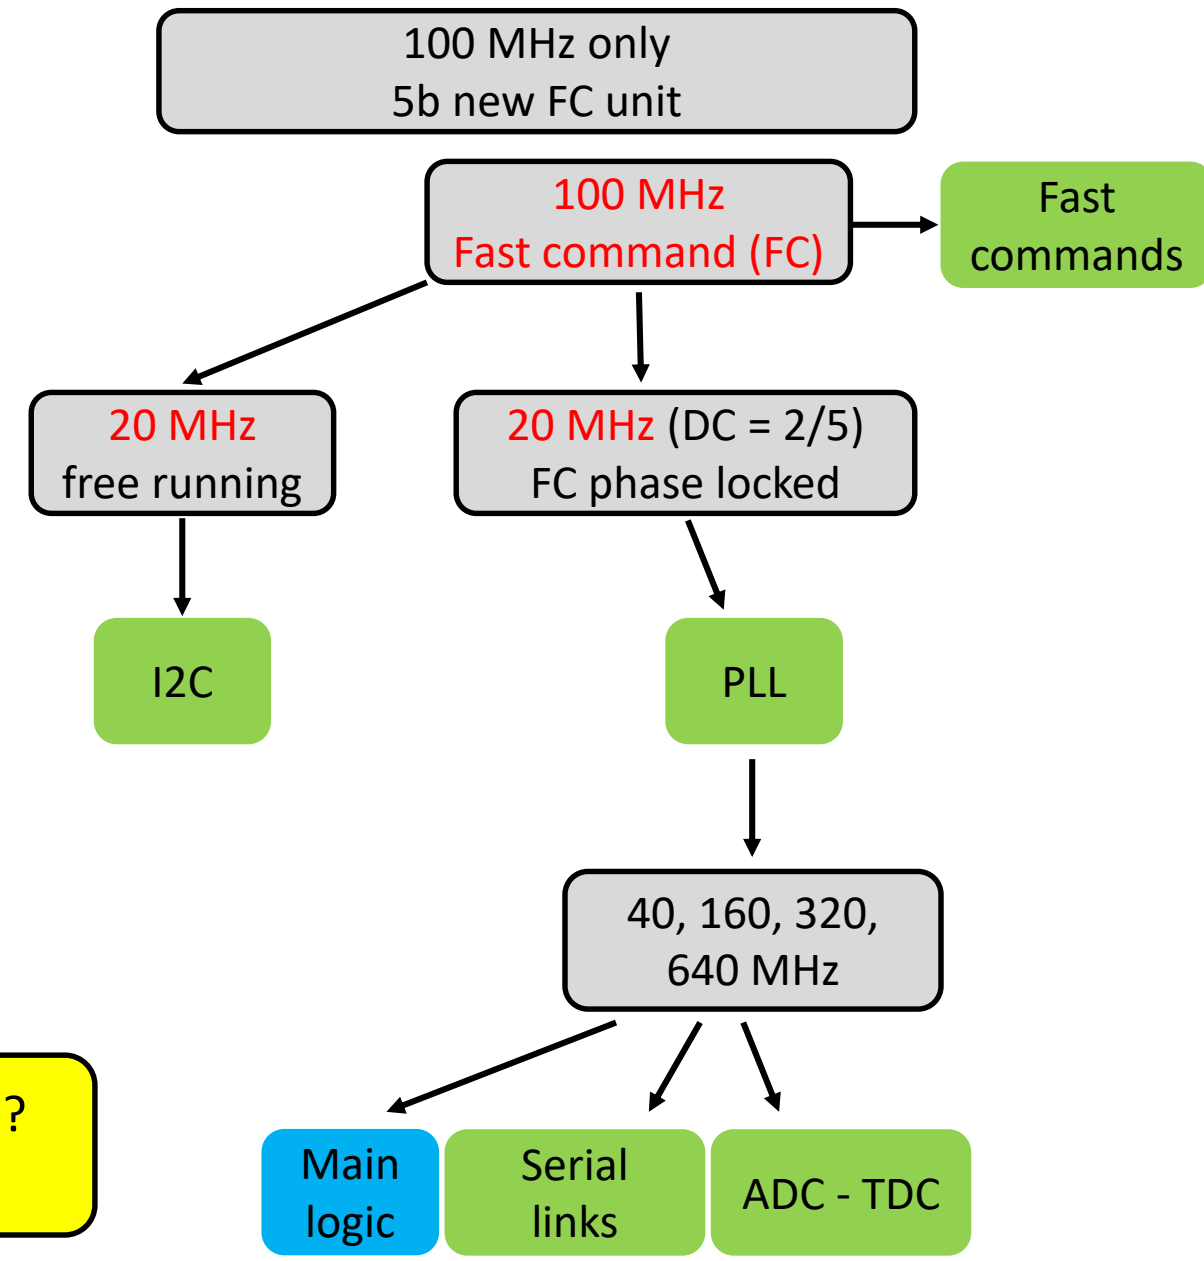 100 MHz only
5b new FC unit
100 MHz
Fast command (FC)
Fast
commands
20 MHz
free running
20 MHz (DC = 2/5)
FC phase locked
I2C
PLL
40, 160, 320,
640 MHz
?
Main
logic
Serial
links
ADC - TDC